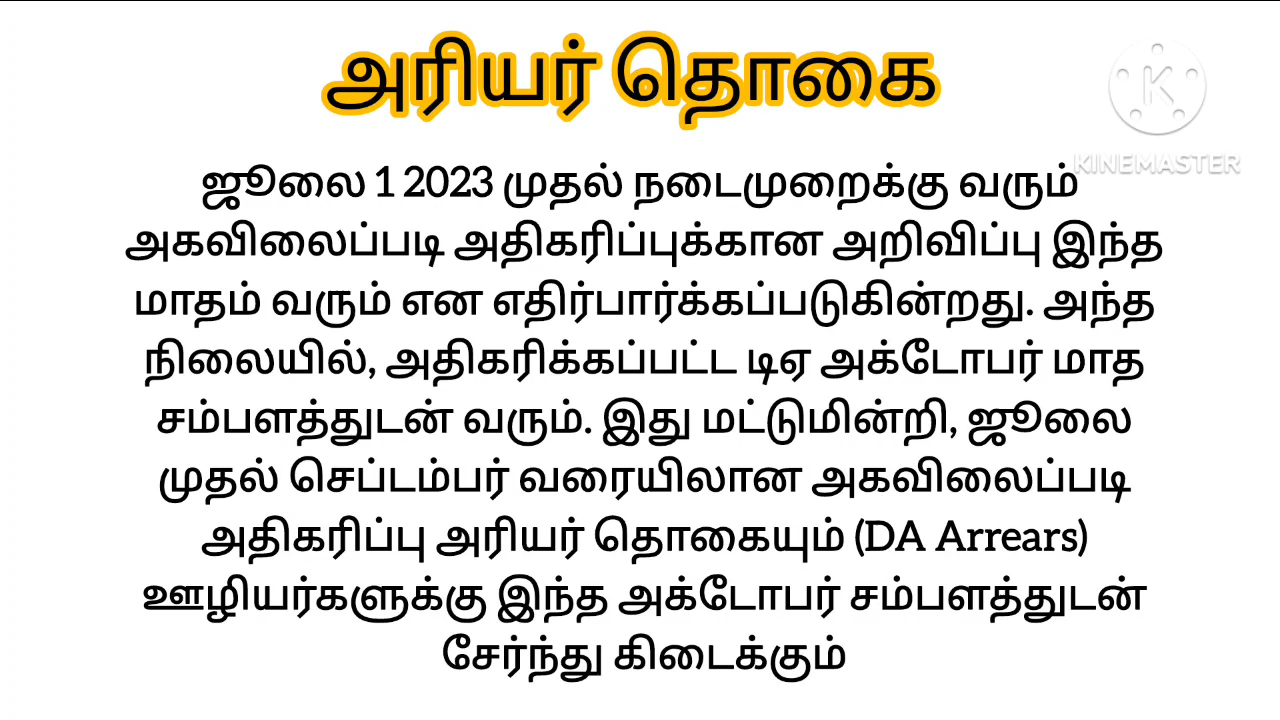 அரியர் தொகை
KINEMASTER
ஜூலை 1 2023 முதல் நடைமுறைக்கு வரும்
அகவிலைப்படி அதிகரிப்புக்கான அறிவிப்பு இந்த
மாதம் வரும் என எதிர்பார்க்கப்படுகின்றது. அந்த
நிலையில், அதிகரிக்கப்பட்ட டிஏ அக்டோபர் மாத
சம்பளத்துடன் வரும். இது மட்டுமின்றி, ஜூலை
முதல் செப்டம்பர் வரையிலான அகவிலைப்படி
அதிகரிப்பு அரியர் தொகையும் (DA Arrears)
ஊழியர்களுக்கு இந்த அக்டோபர் சம்பளத்துடன்
சேர்ந்து கிடைக்கும்